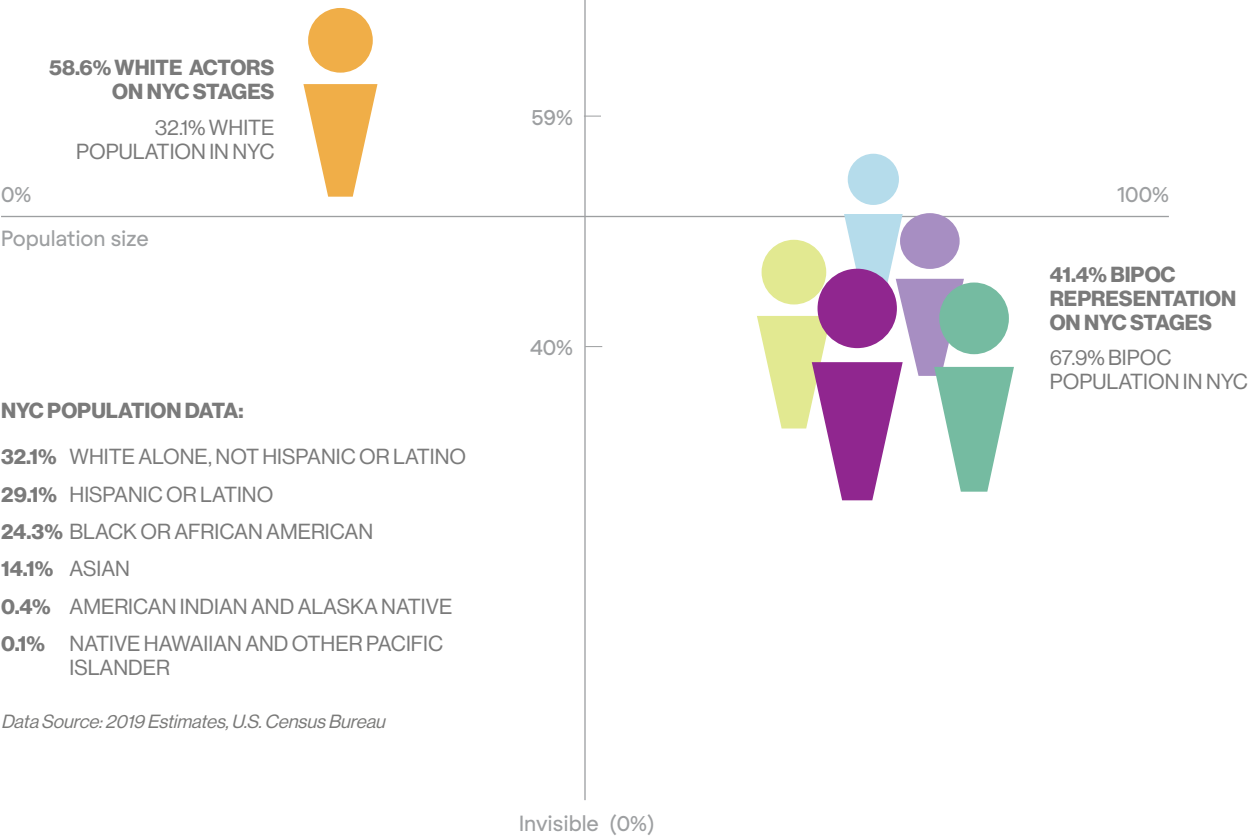 58.6% WHITE ACTORS
ON NYC STAGES
32.1% WHITE
POPULATION IN NYC
59%
0%
100%
Population size
41.4% BIPOC
REPRESENTATION
ON NYC STAGES
67.9% BIPOC
POPULATION IN NYC
40%
NYC POPULATION DATA:
32.1% WHITE ALONE, NOT HISPANIC OR LATINO
29.1% HISPANIC OR LATINO
24.3% BLACK OR AFRICAN AMERICAN
14.1% ASIAN
0.4% AMERICAN INDIAN AND ALASKA NATIVE
0.1% NATIVE HAWAIIAN AND OTHER PACIFIC
ISLANDER
Data Source: 2019 Estimates, U.S. Census Bureau
Invisible (0%)